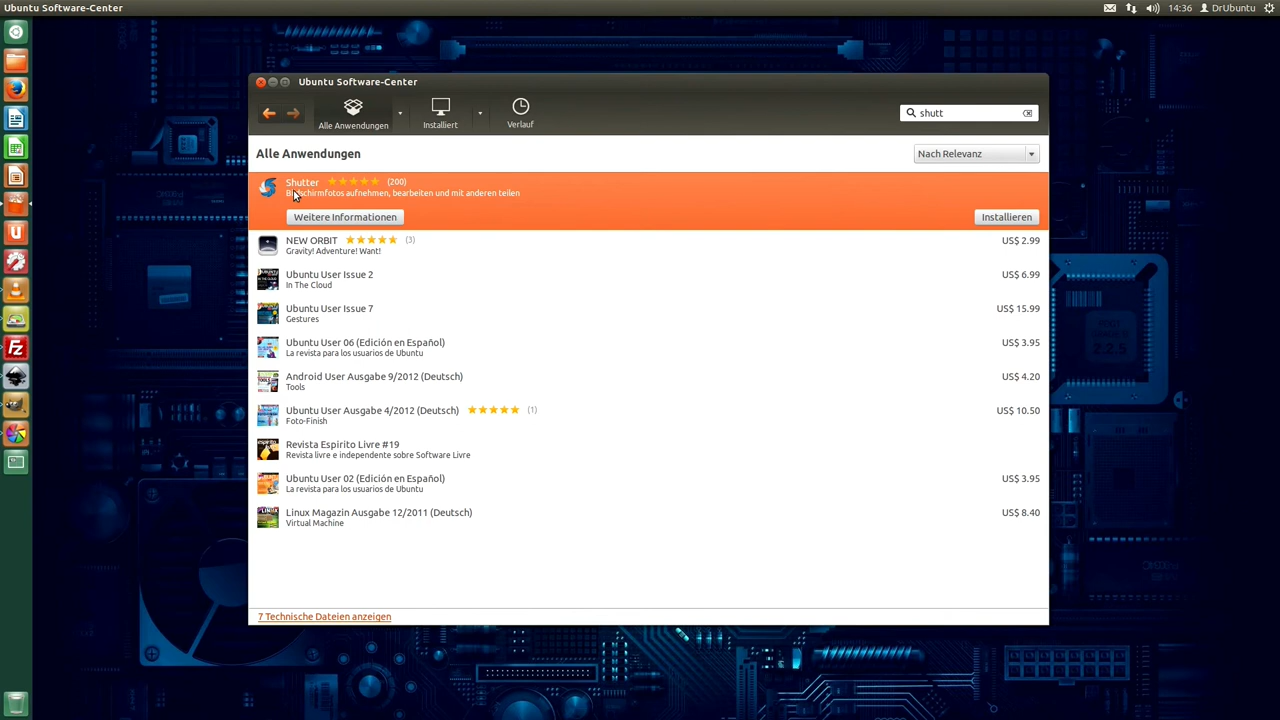 Ubuntu Software-Center
14:36 DrUbuntu
Ubuntu Software-Center
Alle Anwendungen Installiert Verlauf
shutt
Alle Anwendungen
Nach Relevanz
Shutter (200)
Bildschirmfotos aufnehmen, bearbeiten und mit anderen teilen
Weitere Informationen
Installieren
NEW ORBIT (3) US$ 2.99
Gravity! Adventure! Want!
Ubuntu User Issue 2 US$ 6.99
In The Cloud
Ubuntu User Issue 7 US$ 15.99
Gestures
Ubuntu User 06 (Edición en Español) US$ 3.95
La revista para los usuarios de Ubuntu
Android User Ausgabe 9/2012 (Deutsch) US$ 4.20
Tools
Ubuntu User Ausgabe 4/2012 (Deutsch) (1) US$ 10.50
Foto-Finish
Revista Espirito Livre #19
Revista livre e independente sobre Software Livre
Ubuntu User 02 (Edición en Español) US$ 3.95
La revista para los usuarios de Ubuntu
Linux Magazin Ausgabe 12/2011 (Deutsch) US$ 8.40
Virtual Machine
7 Technische Dateien anzeigen
2.2.5